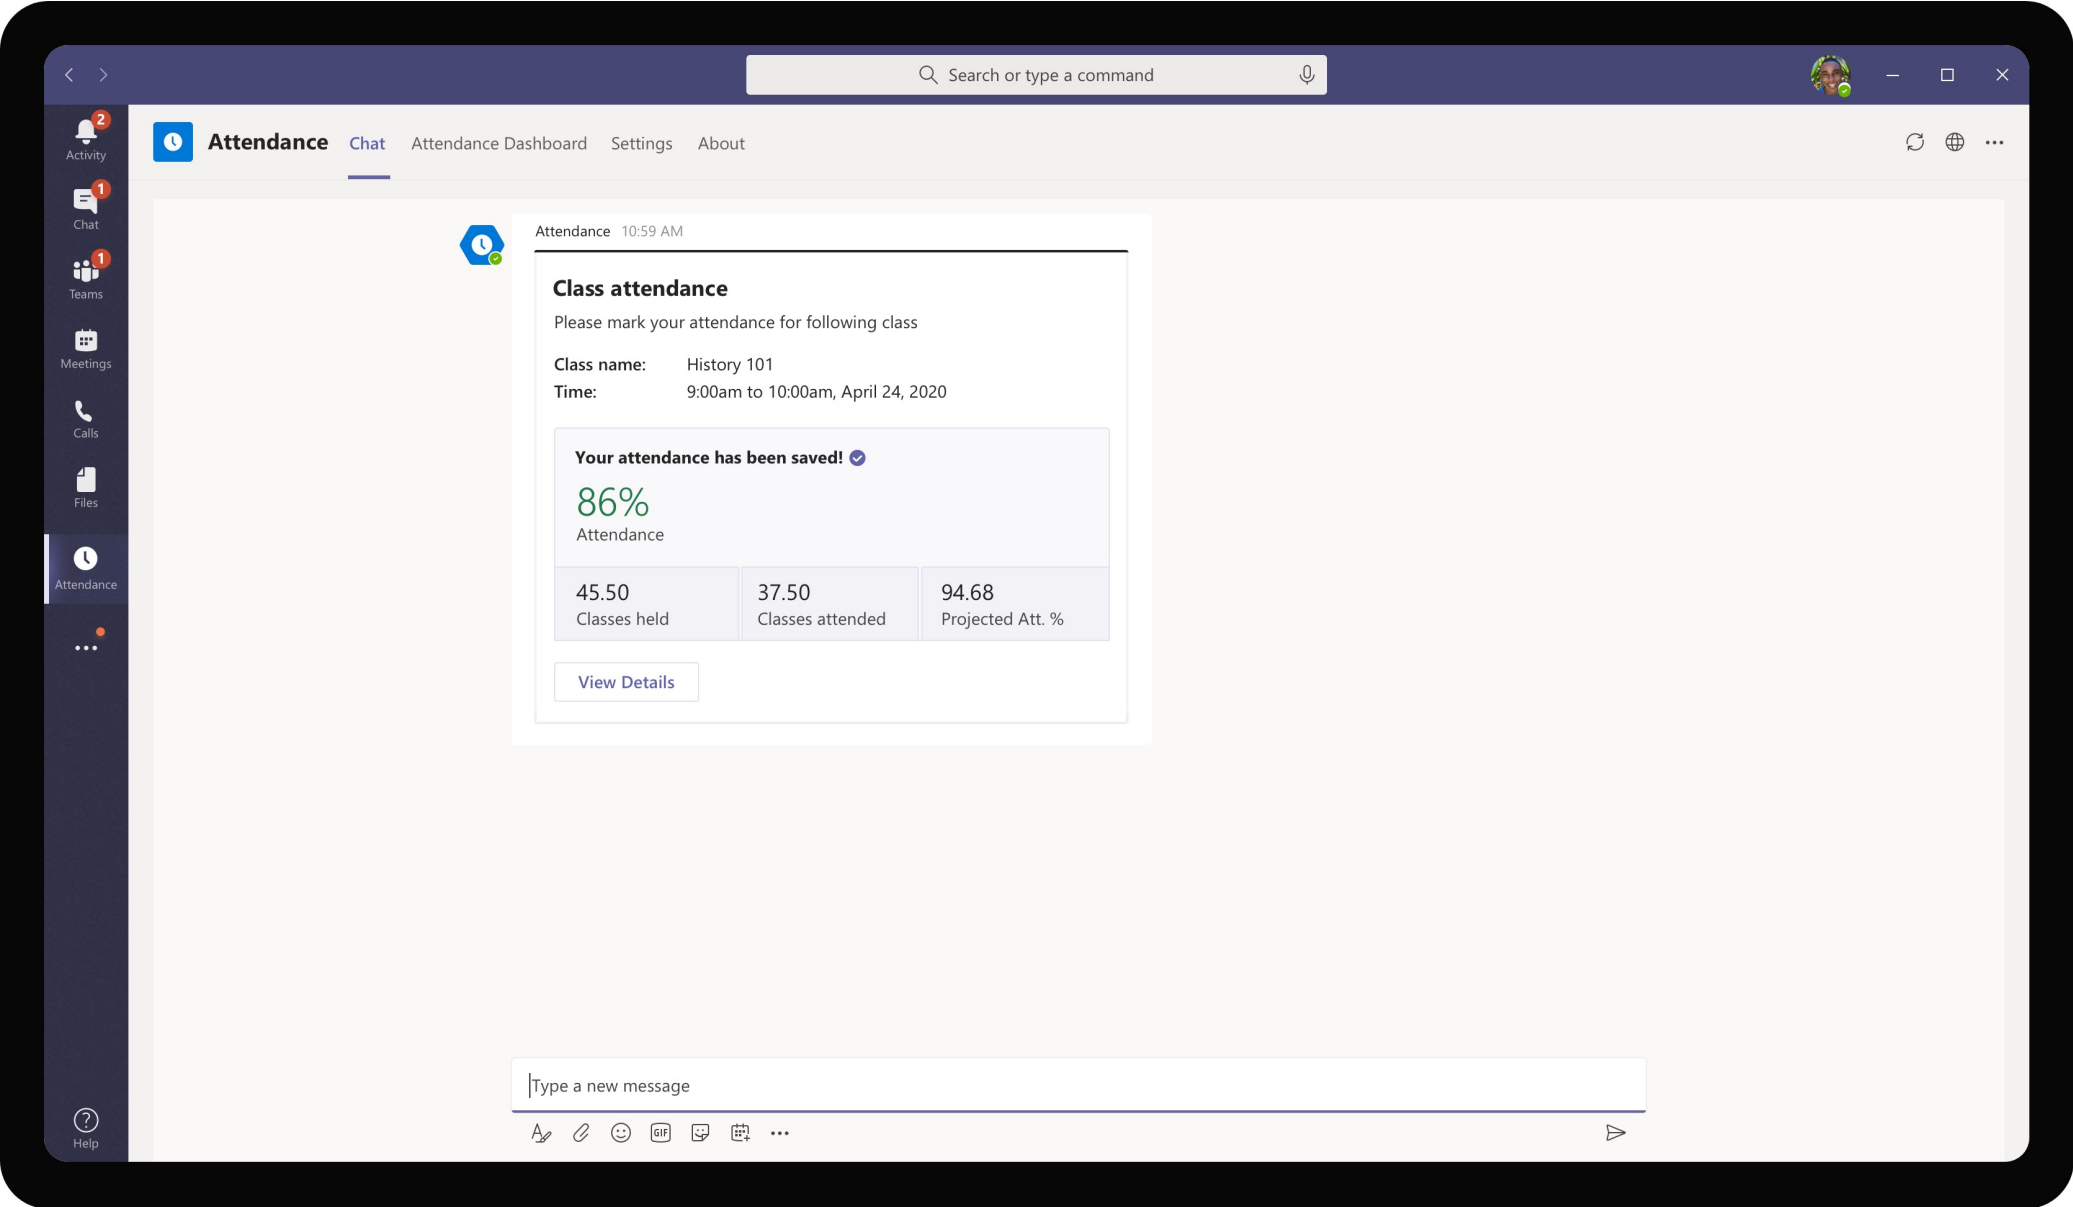 Search or type a command
2
Activity
1
Chat
1
Teams
Meetings
Calls
Files
Attendance
Help
Attendance Chat Attendance Dashboard Settings About
Attendance 10:59 AM
Class attendance
Please mark your attendance for following class
Class name: History 101
Time: 9:00am to 10:00am, April 24, 2020
Your attendance has been saved!
86%
Attendance
45.50 37.50 94.68
Classes held Classes attended Projected Att. %
View Details
Type a new message
GIF